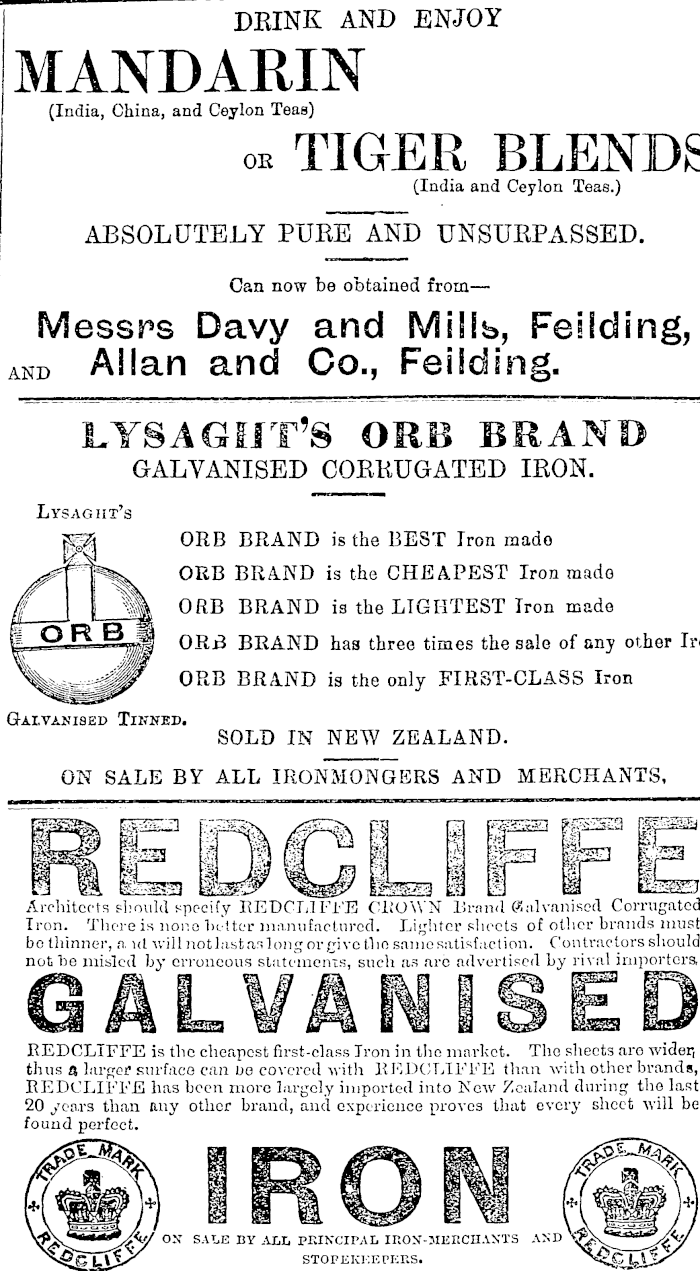 DRINK AND ENJOY
MANDARIN
(India, China, and Ceylon Teas)
OR TIGER BLENDS
(India and Ceylon Teas.)
ABSOLUTELY PURE AND UNSURPASSED.
Can now be obtained from—
Messrs Davy and Mills, Feilding,
AND Allan and Co., Feilding.
LYSAGHT'S ORB BRAND
GALVANISED CORRUGATED IRON.
LYSAGHT'S
ORB
GALVANISED TINNED.
ORB BRAND is the BEST Iron made
ORB BRAND is the CHEAPEST Iron made
ORB BRAND is the LIGHTEST Iron made
ORB BRAND has three times the sale of any other
ORB BRAND is the only FIRST-CLASS Iron
SOLD IN NEW ZEALAND.
ON SALE BY ALL IRONMONGERS AND MERCHANTS,
REDCLIFFE
Architects should specify REDCLIFFE CROWN Brand Galvanised Corrugated
Iron. There is none better manufactured. Lighter sheets of other brands must
be thinner, and will not last as long or give the same satisfaction. Contractors should
not be misled by erroneous statements, such as are advertised by rival importers.
GALVANISED
REDCLIFFE is the cheapest first-class Iron in the market. The sheets are wider,
thus a larger surface can be covered with REDCLIFFE than with other brands,
REDCLIFFE has been more largely imported into New Zealand during the last
20 years than any other brand, and experience proves that every sheet will be
found perfect.
TRADE MARK
REDCLIFFE
IRON
TRADE MARK
REDCLIFFE
ON SALE BY ALL PRINCIPAL IRON-MERCHANTS AND
STOREKEEPERS.